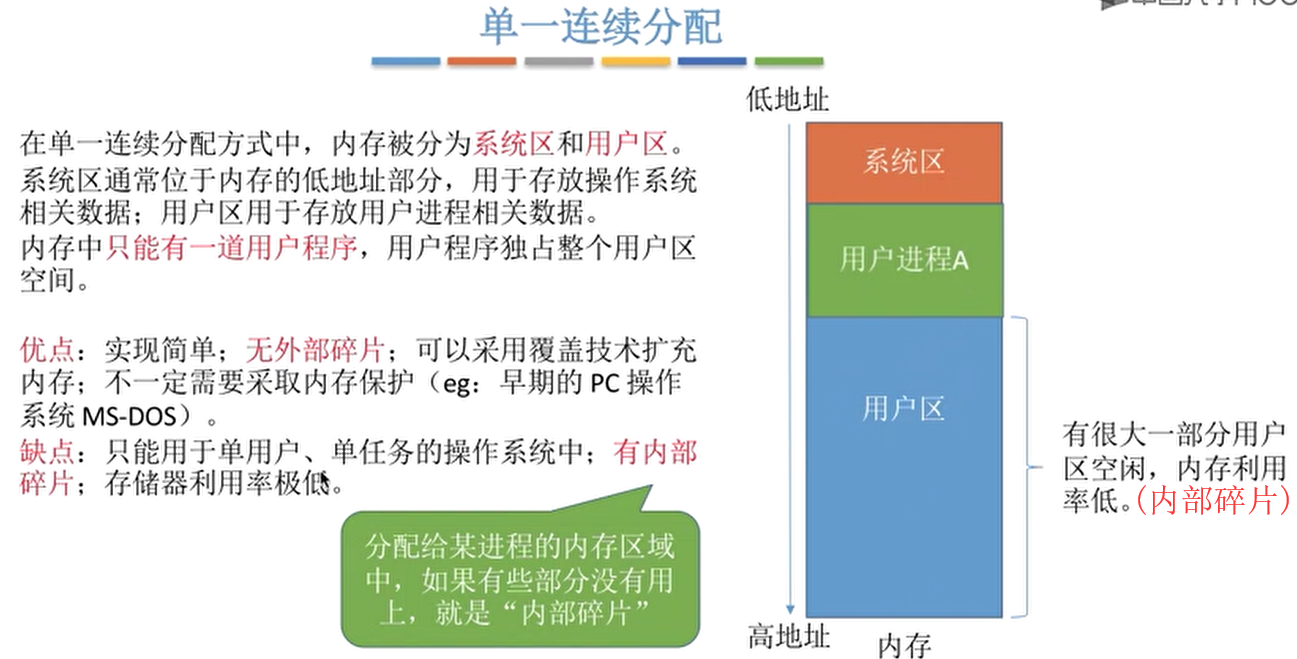 单一连续分配
在单一连续分配方式中，内存被分为系统区和用户区。
系统区通常位于内存的低地址部分，用于存放操作系统
相关数据；用户区用于存放用户进程相关数据。
内存中只能有一道用户程序，用户程序独占整个用户区
空间。
优点：实现简单；无外部碎片；可以采用覆盖技术扩充
内存；不一定需要采取内存保护（eg：早期的 PC 操作
系统 MS-DOS）。
缺点：只能用于单用户、单任务的操作系统中；有内部
碎片；存储器利用率极低。
分配给某进程的内存区域
中，如果有些部分没有用
上，就是“内部碎片”
低地址
系统区
用户进程A
用户区
高地址
内存
有很大一部分用户
区空闲，内存利用
率低。(内部碎片)